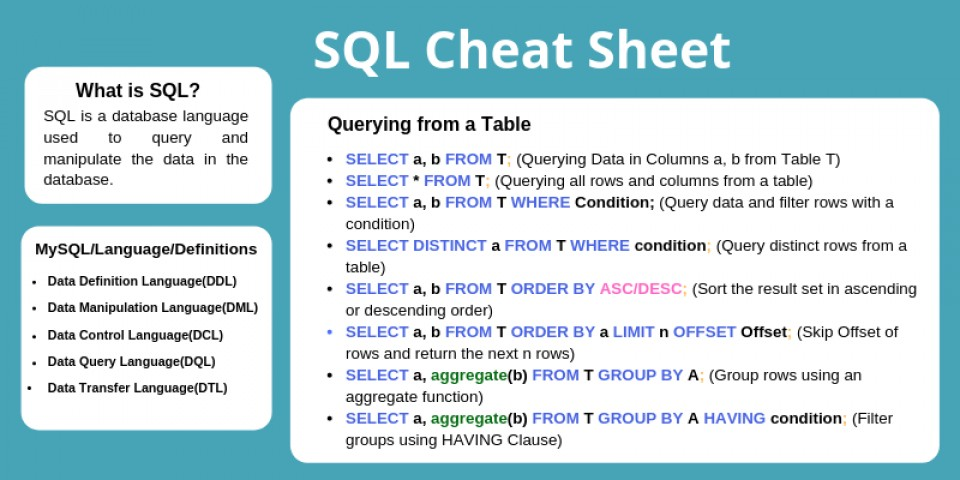 SQL Cheat Sheet
What is SQL?
SQL is a database language
used to query and
manipulate the data in the
database.
MySQL/Language/Definitions
• Data Definition Language(DDL)
• Data Manipulation Language(DML)
• Data Control Language(DCL)
• Data Query Language(DQL)
• Data Transfer Language(DTL)
Querying from a Table
• SELECT a, b FROM T; (Querying Data in Columns a, b from Table T)
• SELECT * FROM T; (Querying all rows and columns from a table)
• SELECT a, b FROM T WHERE Condition; (Query data and filter rows with a
condition)
• SELECT DISTINCT a FROM T WHERE condition; (Query distinct rows from a
table)
• SELECT a, b FROM T ORDER BY ASC/DESC; (Sort the result set in ascending
or descending order)
• SELECT a, b FROM T ORDER BY a LIMIT n OFFSET Offset; (Skip Offset of
rows and return the next n rows)
• SELECT a, aggregate(b) FROM T GROUP BY A; (Group rows using an
aggregate function)
• SELECT a, aggregate(b) FROM T GROUP BY A HAVING condition; (Filter
groups using HAVING Clause)